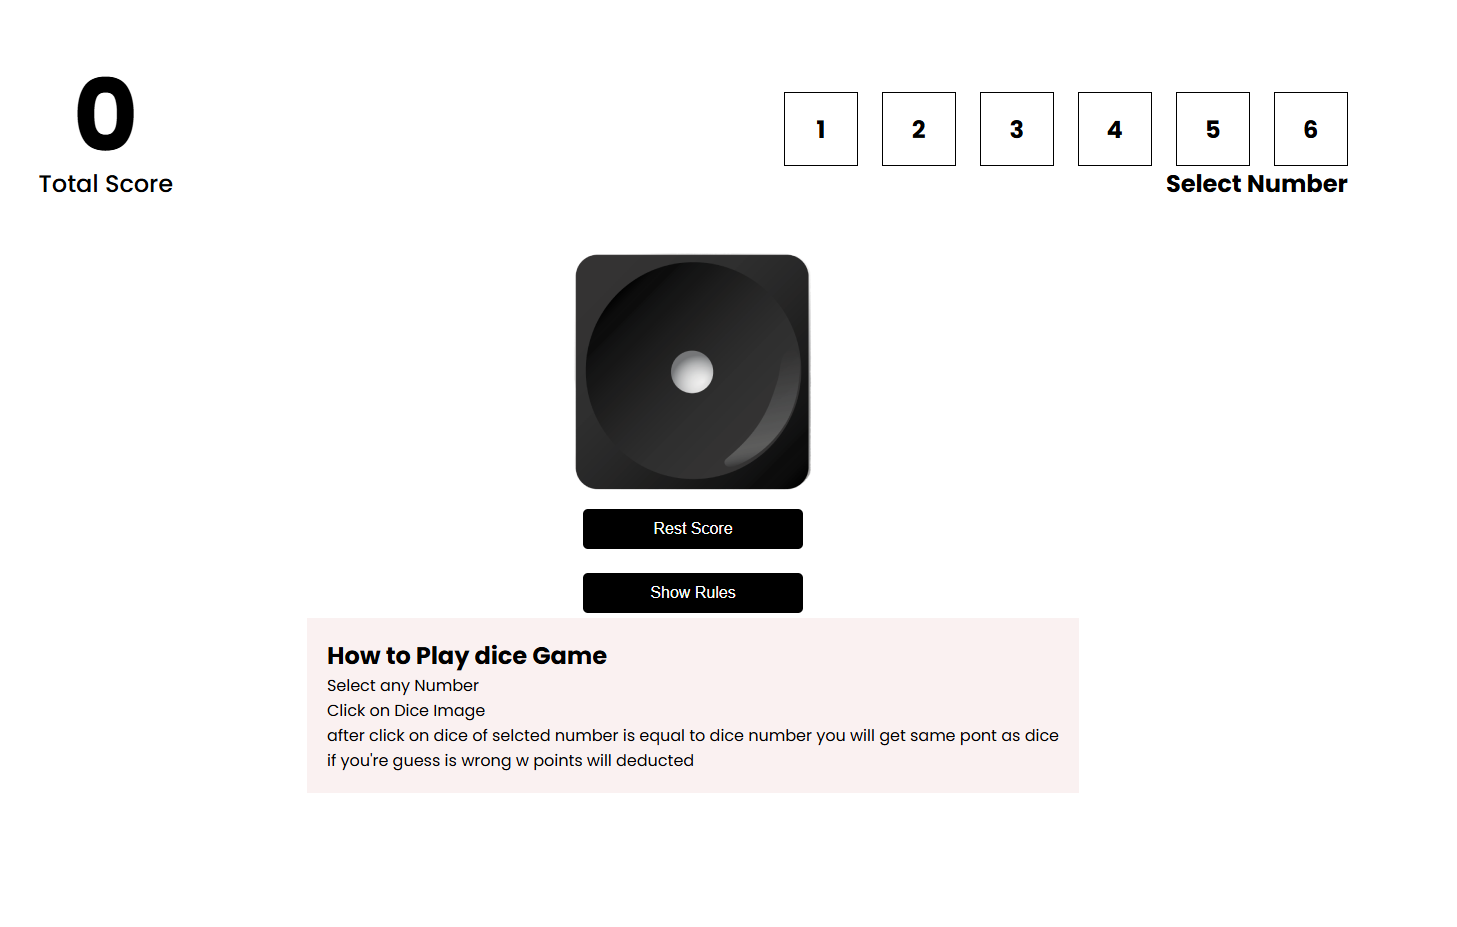 0
Total Score
1 2 3 4 5 6
Select Number
Rest Score
Show Rules
How to Play dice Game
Select any Number
Click on Dice Image
after click on dice of selcted number is equal to dice number you will get same pont as dice
if you're guess is wrong w points will deducted